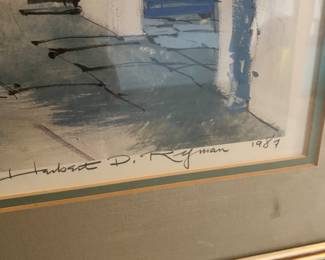 Herbert D. Ryman 1987